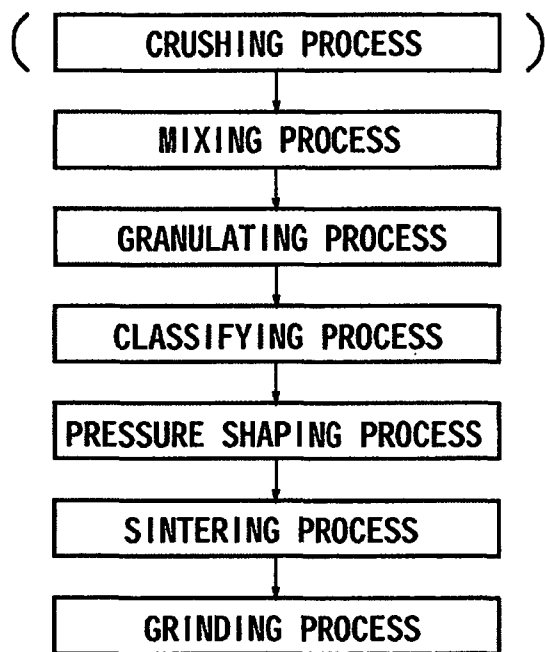 ( CRUSHING PROCESS )
MIXING PROCESS
GRANULATING PROCESS
CLASSIFYING PROCESS
PRESSURE SHAPING PROCESS
SINTERING PROCESS
GRINDING PROCESS